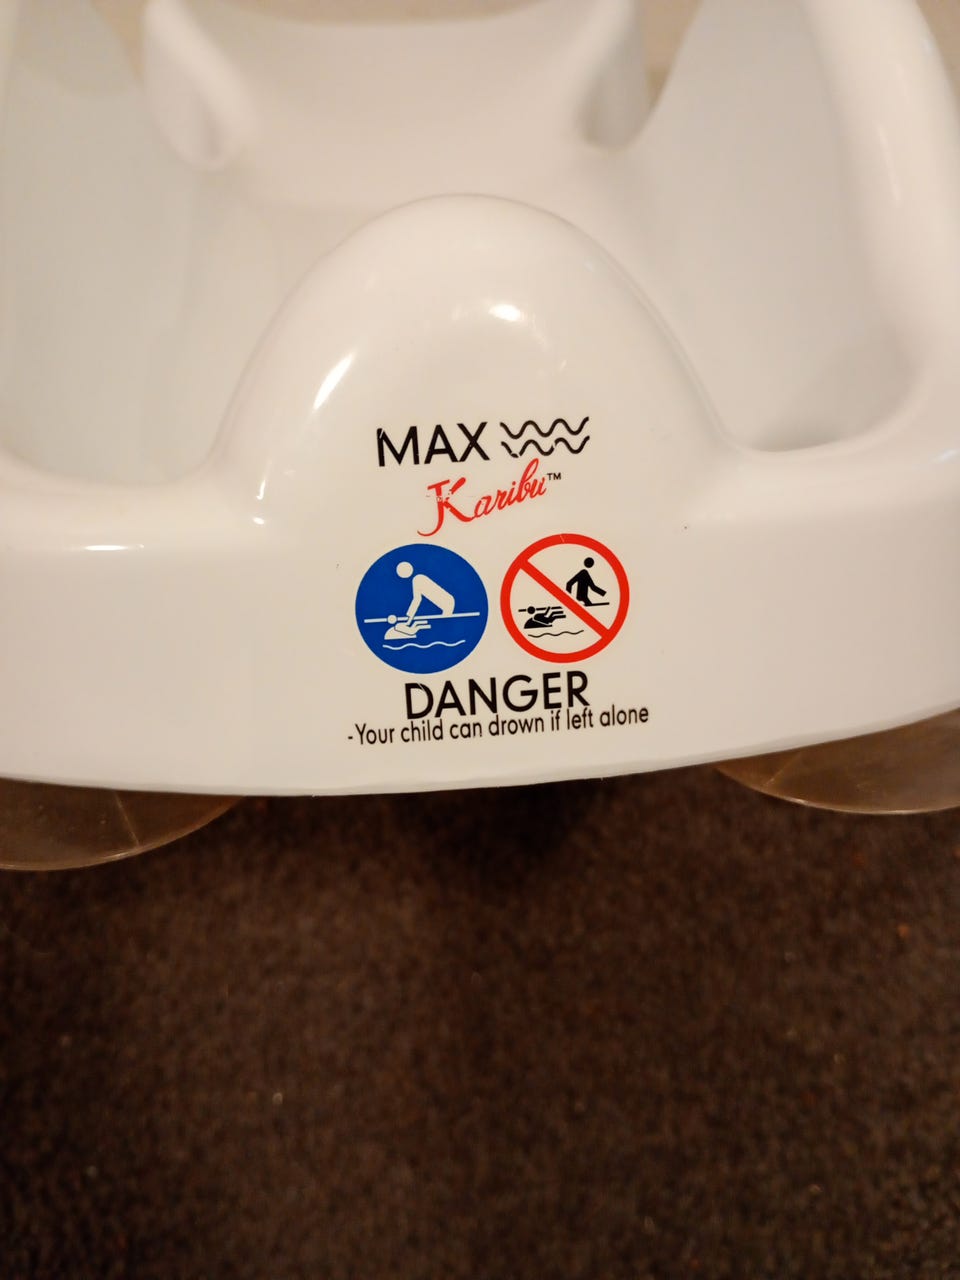 MAX
Karibu™
DANGER
-Your child can drown if left alone